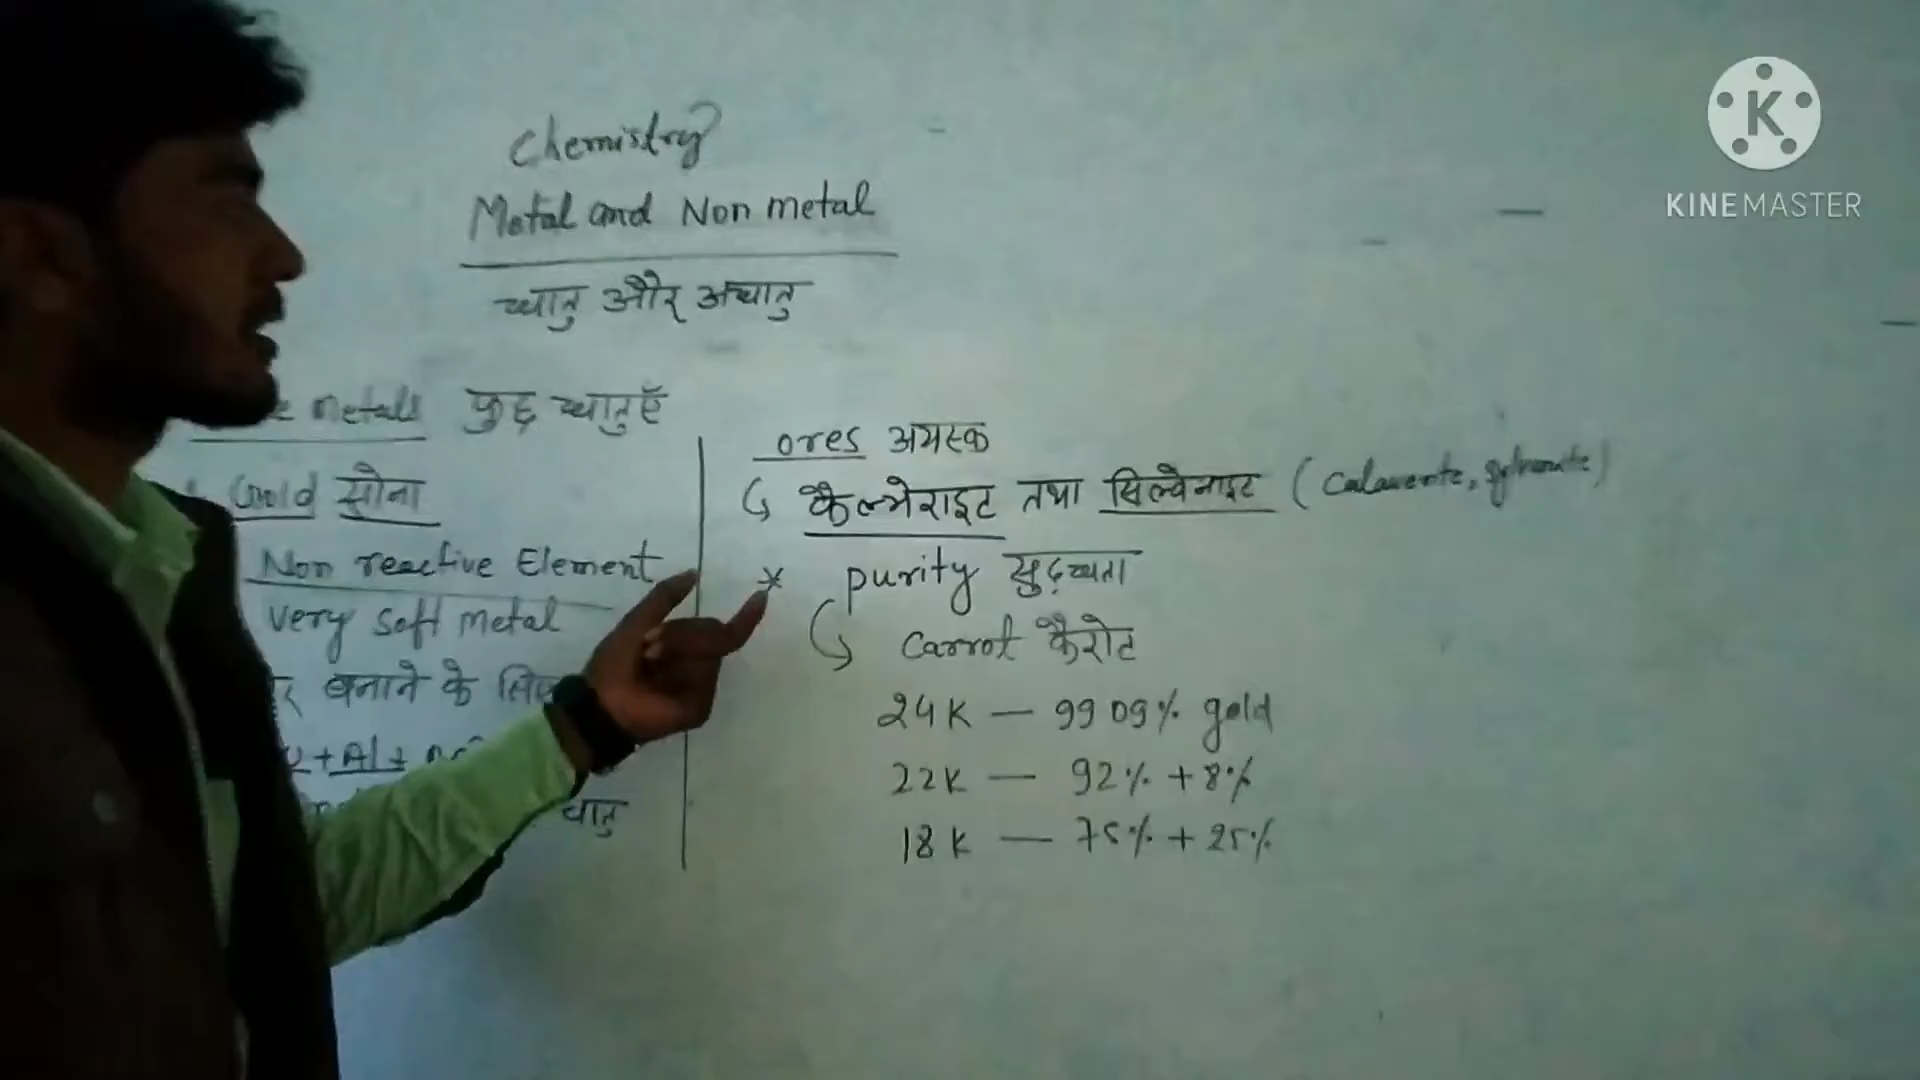 Chemistry
Metal and Non metal
धातु और अधातु
metals कुछ धातुएँ
Gold सोना
Non reactive Element
very soft metal
बनाने के लिए
+Al+
धातु
ores अयस्क
कैल्भेराइट तथा सिल्वेनाइट (
* purity सुद्धता
Carrot कैरोट
24K — 99 09% gold
22K — 92% + 8%
18K — 75% + 25%
K
KINEMASTER